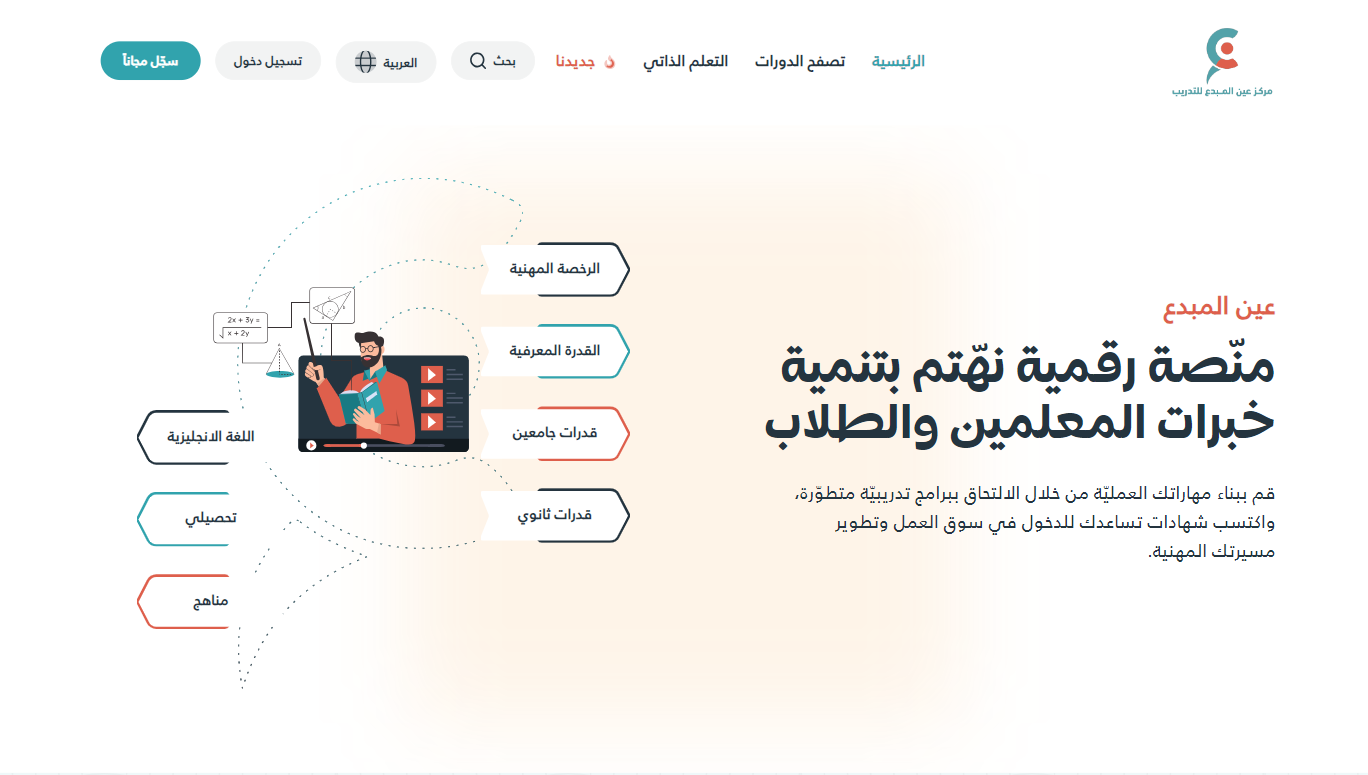 مركز عين المبدع للتدريب
الرئيسية
تصفح الدورات
التعلم الذاتي
جديدنا
بحث
العربية
تسجيل دخول
سجّل مجاناً
عين المبدع
منّصة رقمية نهّتم بتنمية
خبرات المعلمين والطلاب
قم ببناء مهاراتك العمليّة من خلال الالتحاق ببرامج تدريبيّة متطوّرة،
واكتسب شهادات تساعدك للدخول في سوق العمل وتطوير
مسيرتك المهنية.
الرخصة المهنية
القدرة المعرفية
قدرات جامعين
قدرات ثانوي
2x + 3y =
√x + 2y
اللغة الانجليزية
تحصيلي
مناهج